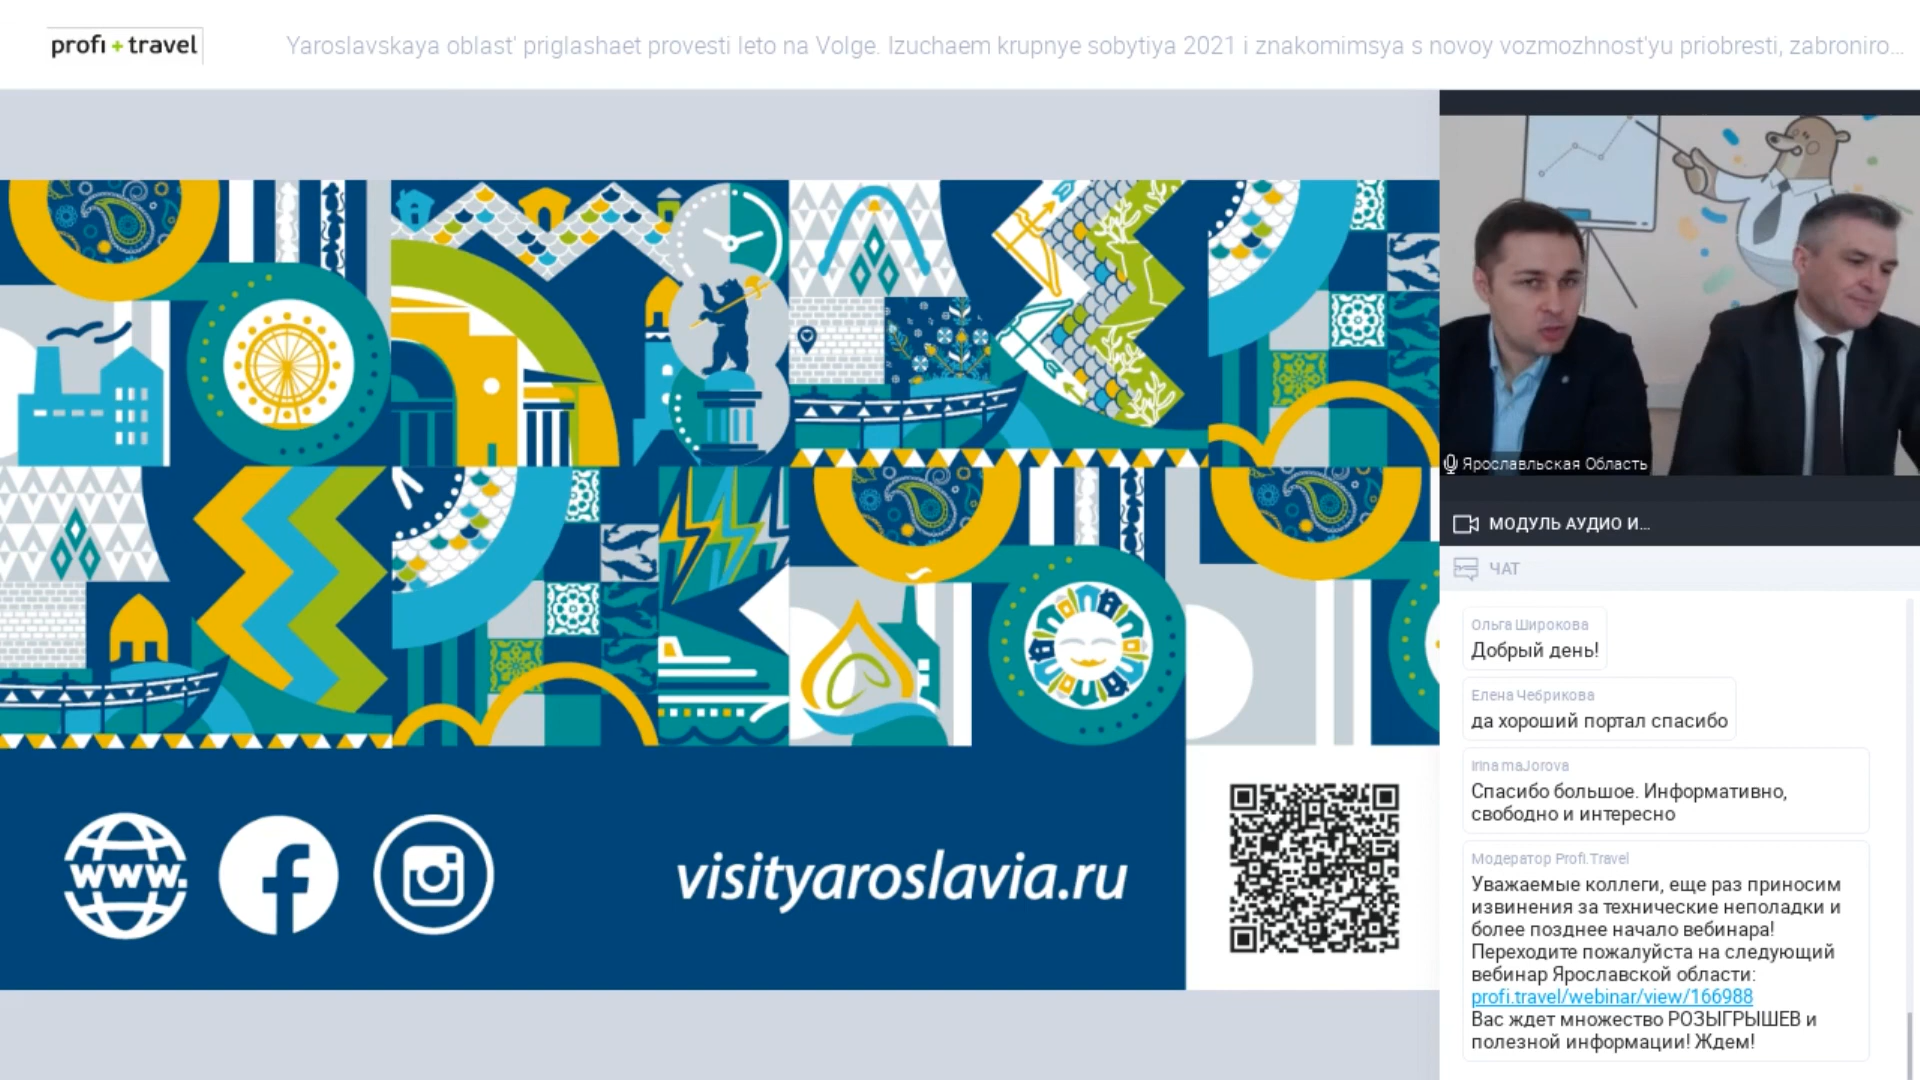 profi + travel
Yaroslavskaya oblast' priglashaet provesti leto na Volge. Izuchaem krupnye sobytiya 2021 i znakomimsya s novoy vozmozhnost'yu priobresti, zabroniro...
Ярославльская Область
МОДУЛЬ АУДИО И...
ЧАТ
Ольга Широкова
Добрый день!
Елена Чебрикова
да хороший портал спасибо
Irina maJorova
Спасибо большое. Информативно,
свободно и интересно
Модератор Profi.Travel
Уважаемые коллеги, еще раз приносим
извинения за технические неполадки и
более позднее начало вебинара!
Переходите пожалуйста на следующий
вебинар Ярославской области:
profi.travel/webinar/view/166988
Вас ждет множество РОЗЫГРЫШЕВ и
полезной информации! Ждем!
www.
visityaroslavia.ru